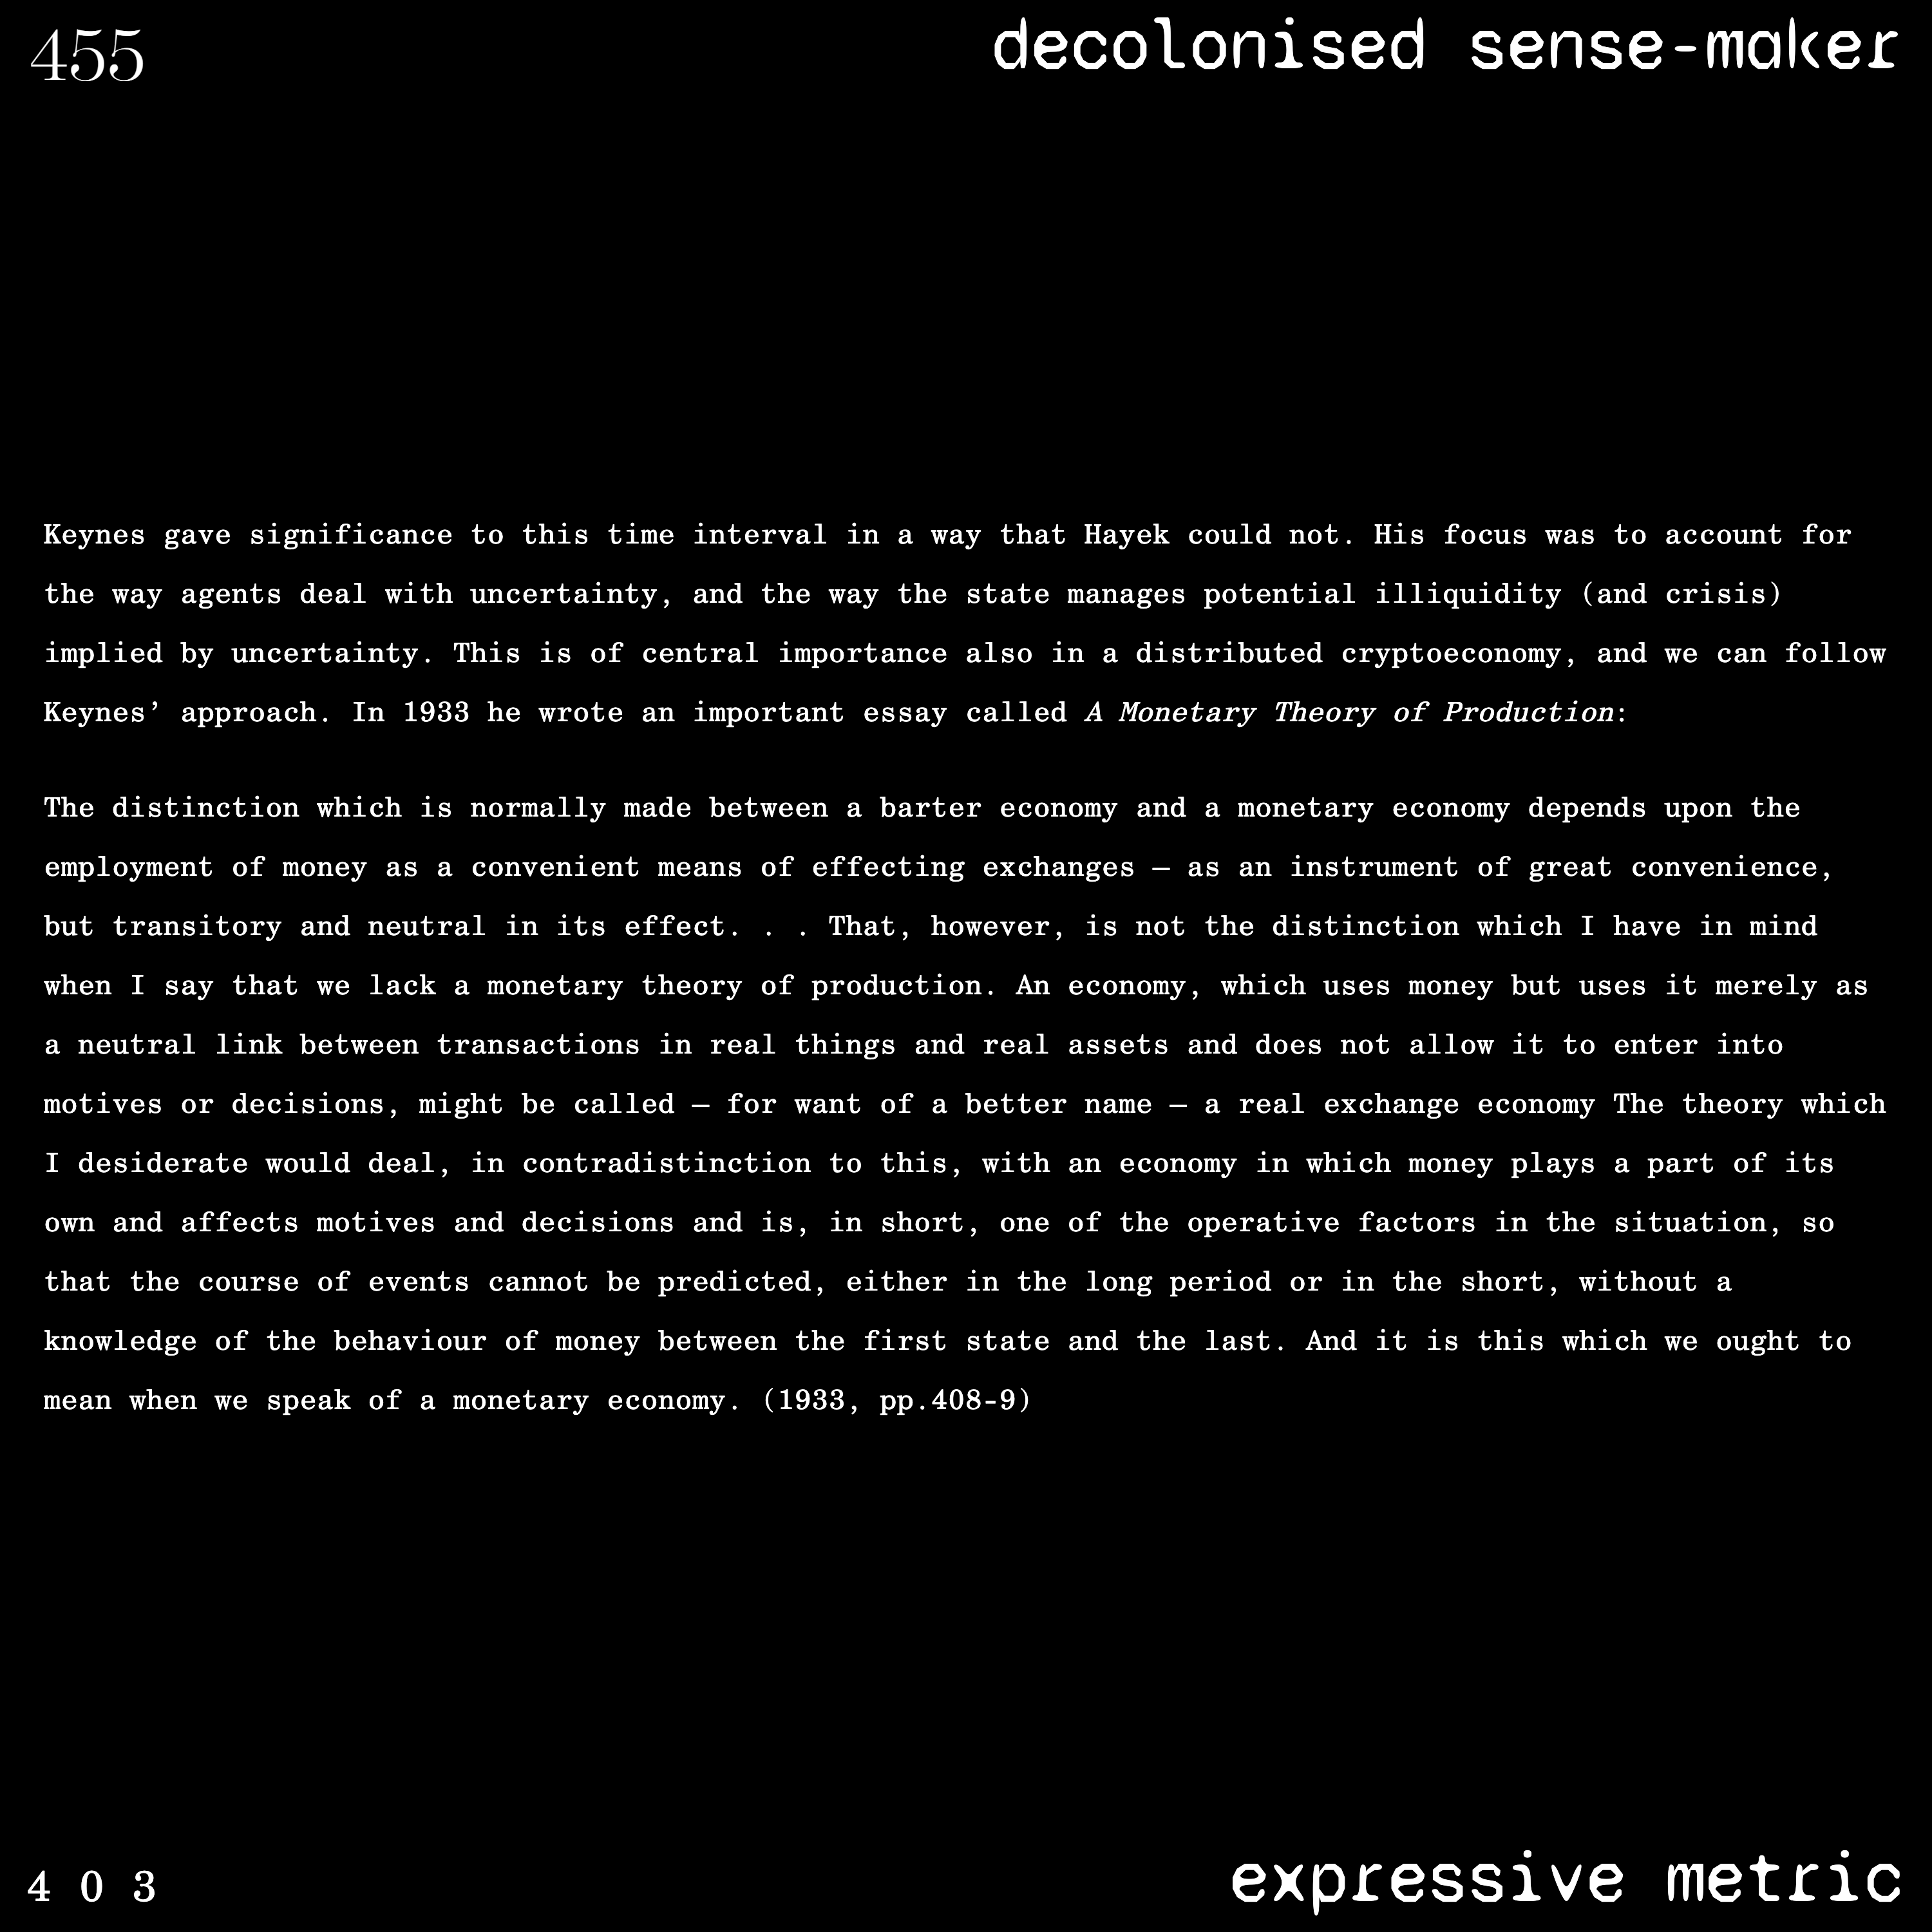 455
decolonised sense-maker
Keynes gave significance to this time interval in a way that Hayek could not. His focus was to account for
the way agents deal with uncertainty, and the way the state manages potential illiquidity (and crisis)
implied by uncertainty. This is of central importance also in a distributed cryptoeconomy, and we can follow
Keynes’ approach. In 1933 he wrote an important essay called A Monetary Theory of Production:
The distinction which is normally made between a barter economy and a monetary economy depends upon the
employment of money as a convenient means of effecting exchanges – as an instrument of great convenience,
but transitory and neutral in its effect. . . That, however, is not the distinction which I have in mind
when I say that we lack a monetary theory of production. An economy, which uses money but uses it merely as
a neutral link between transactions in real things and real assets and does not allow it to enter into
motives or decisions, might be called – for want of a better name – a real exchange economy The theory which
I desiderate would deal, in contradistinction to this, with an economy in which money plays a part of its
own and affects motives and decisions and is, in short, one of the operative factors in the situation, so
that the course of events cannot be predicted, either in the long period or in the short, without a
knowledge of the behaviour of money between the first state and the last. And it is this which we ought to
mean when we speak of a monetary economy. (1933, pp.408-9)
4 0 3
expressive metric